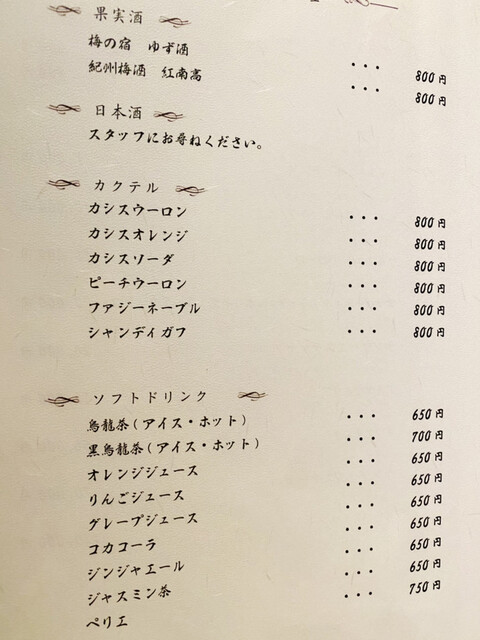 果実酒
梅の宿 ゆず酒 ・・・ 800円
紀州梅酒 紅南高 ・・・ 800円
日本酒
スタッフにお尋ねください。
カクテル
カシスウーロン ・・・ 800円
カシスオレンジ ・・・ 800円
カシスソーダ ・・・ 800円
ピーチウーロン ・・・ 800円
ファジーネーブル ・・・ 800円
シャンディガフ ・・・ 800円
ソフトドリンク
烏龍茶(アイス・ホット) ・・・ 650円
黒烏龍茶(アイス・ホット) ・・・ 700円
オレンジジュース ・・・ 650円
りんごジュース ・・・ 650円
グレープジュース ・・・ 650円
コカコーラ ・・・ 650円
ジンジャエール ・・・ 650円
ジャスミン茶 ・・・ 650円
ペリエ ・・・ 750円